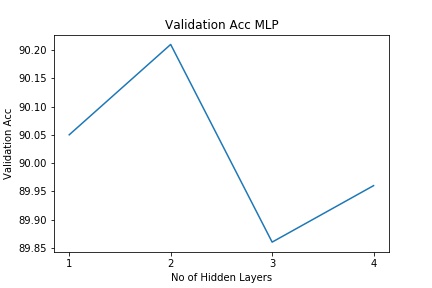 Validation Acc MLP
90.20
90.15
90.10
90.05
90.00
89.95
89.90
89.85
Validation Acc
1 2 3 4
No of Hidden Layers